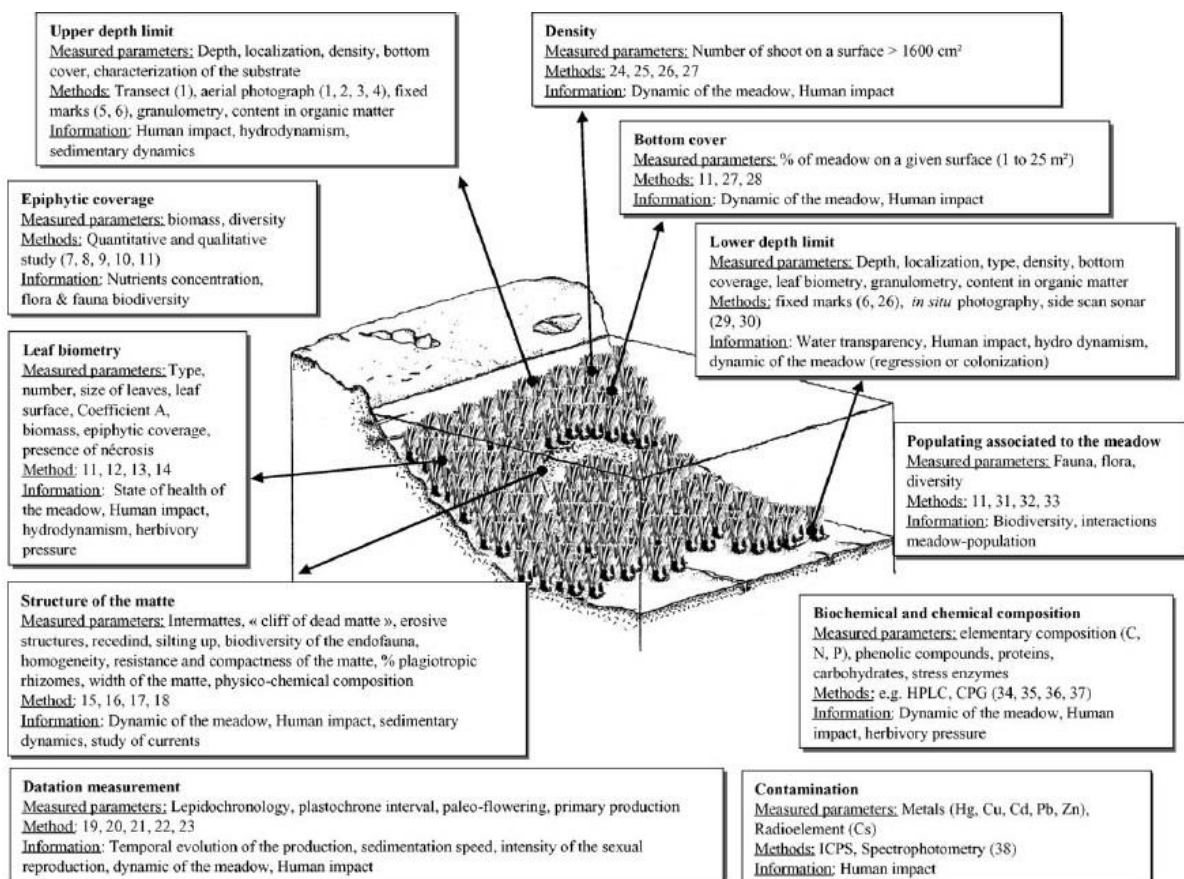 Upper depth limit
Measured parameters: Depth, localization, density, bottom
cover, characterization of the substrate
Methods: Transect (1), aerial photograph (1, 2, 3, 4), fixed
marks (5, 6), granulometry, content in organic matter
Information: Human impact, hydrodynamism,
sedimentary dynamics
Density
Measured parameters: Number of shoot on a surface > 1600 cm²
Methods: 24, 25, 26, 27
Information: Dynamic of the meadow, Human impact
Bottom cover
Measured parameters: % of meadow on a given surface (1 to 25 m²)
Methods: 11, 27, 28
Information: Dynamic of the meadow, Human impact
Epiphytic coverage
Measured parameters: biomass, diversity
Methods: Quantitative and qualitative
study (7, 8, 9, 10, 11)
Information: Nutrients concentration,
flora & fauna biodiversity
Lower depth limit
Measured parameters: Depth, localization, type, density, bottom
coverage, leaf biometry, granulometry, content in organic matter
Methods: fixed marks (6, 26), in situ photography, side scan sonar
(29, 30)
Information: Water transparency, Human impact, hydro dynamism,
dynamic of the meadow (regression or colonization)
Leaf biometry
Measured parameters: Type,
number, size of leaves, leaf
surface, Coefficient A,
biomass, epiphytic coverage,
presence of nécrosis
Method: 11, 12, 13, 14
Information: State of health of
the meadow, Human impact,
hydrodynamism, herbivory
pressure
Populating associated to the meadow
Measured parameters: Fauna, flora,
diversity
Methods: 11, 31, 32, 33
Information: Biodiversity, interactions
meadow-population
Structure of the matte
Measured parameters: Intermattes, « cliff of dead matte », erosive
structures, recedind, silting up, biodiversity of the endofauna,
homogeneity, resistance and compactness of the matte, % plagiotropic
rhizomes, width of the matte, physico-chemical composition
Method: 15, 16, 17, 18
Information: Dynamic of the meadow, Human impact, sedimentary
dynamics, study of currents
Biochemical and chemical composition
Measured parameters: elementary composition (C,
N, P), phenolic compounds, proteins,
carbohydrates, stress enzymes
Methods: e.g. HPLC, CPG (34, 35, 36, 37)
Information: Dynamic of the meadow, Human
impact, herbivory pressure
Datation measurement
Measured parameters: Lepidochronology, plastochrone interval, paleo-flowering, primary production
Method: 19, 20, 21, 22, 23
Information: Temporal evolution of the production, sedimentation speed, intensity of the sexual
reproduction, dynamic of the meadow, Human impact
Contamination
Measured parameters: Metals (Hg, Cu, Cd, Pb, Zn),
Radioelement (Cs)
Methods: ICPS, Spectrophotometry (38)
Information: Human impact